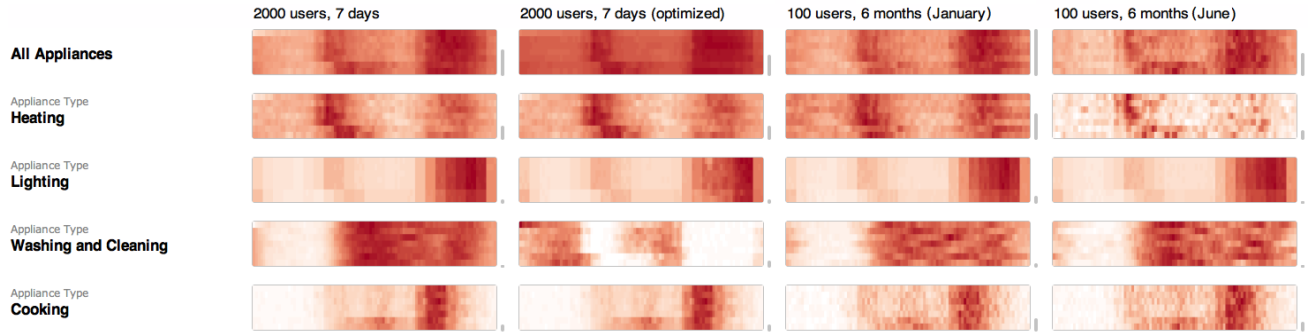 2000 users, 7 days
2000 users, 7 days (optimized)
100 users, 6 months (January)
100 users, 6 months (June)
All Appliances
Appliance Type
Heating
Appliance Type
Lighting
Appliance Type
Washing and Cleaning
Appliance Type
Cooking